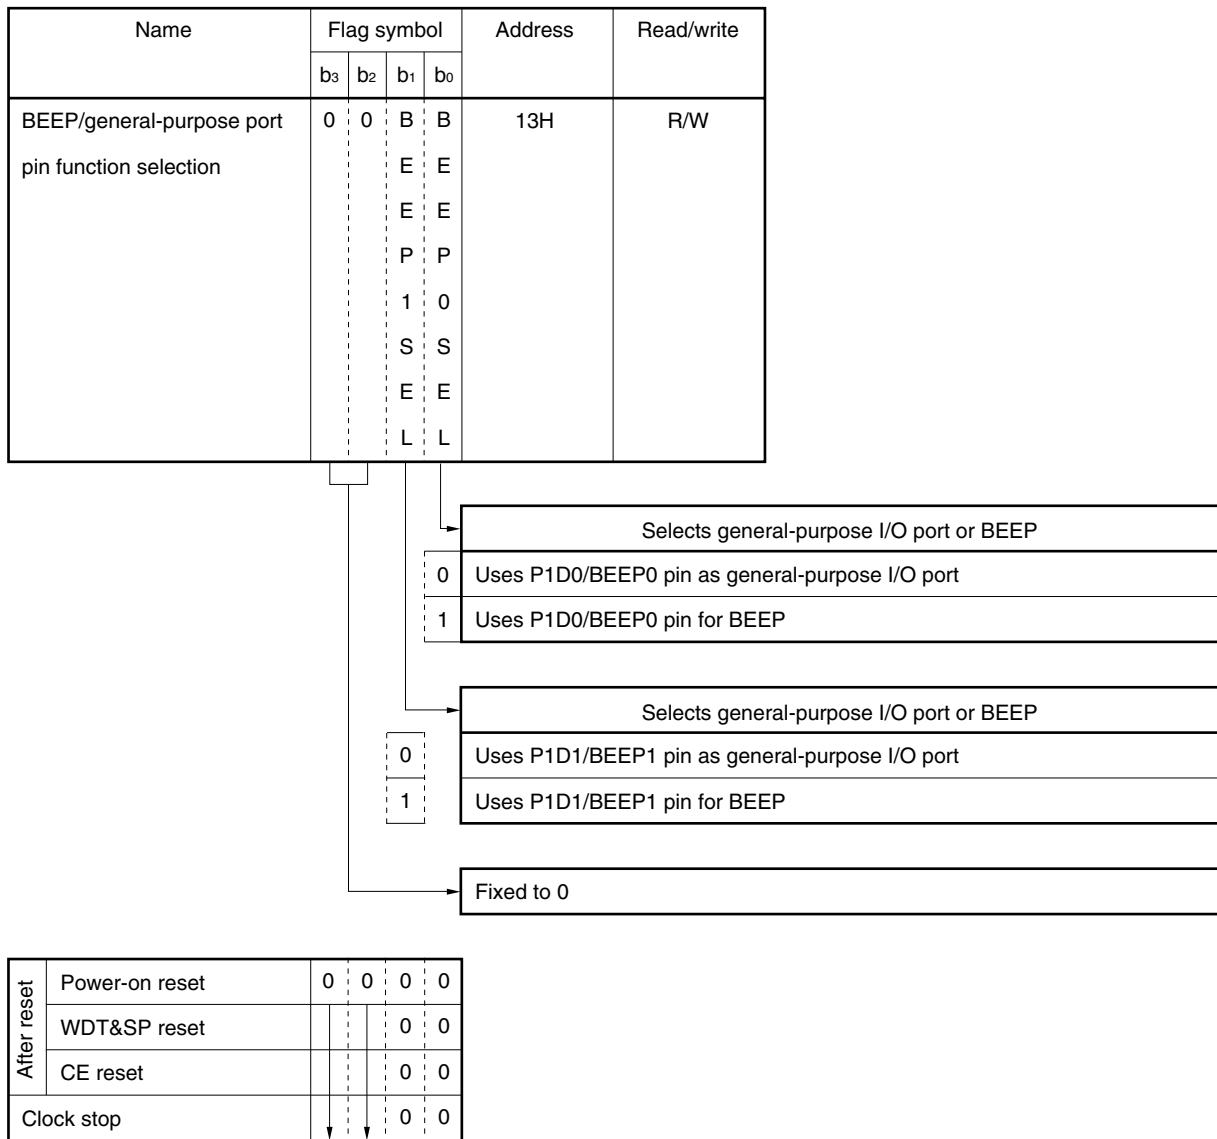 Name Flag symbol Address Read/write
b3 b2 b1 b0
BEEP/general-purpose port 0 0 B B 13H R/W
pin function selection E E
E E
P P
1 0
S S
E E
L L
Selects general-purpose I/O port or BEEP
0 Uses P1D0/BEEP0 pin as general-purpose I/O port
1 Uses P1D0/BEEP0 pin for BEEP
Selects general-purpose I/O port or BEEP
0 Uses P1D1/BEEP1 pin as general-purpose I/O port
1 Uses P1D1/BEEP1 pin for BEEP
Fixed to 0
After reset
Power-on reset 0 0 0 0
WDT&SP reset 0 0
CE reset 0 0
Clock stop 0 0